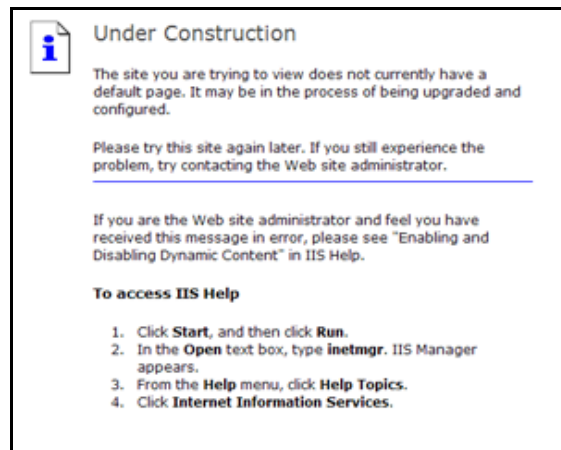 Under Construction
The site you are trying to view does not currently have a
default page. It may be in the process of being upgraded and
configured.
Please try this site again later. If you still experience the
problem, try contacting the Web site administrator.
If you are the Web site administrator and feel you have
received this message in error, please see "Enabling and
Disabling Dynamic Content" in IIS Help.
To access IIS Help
1. Click Start, and then click Run.
2. In the Open text box, type inetmgr. IIS Manager
appears.
3. From the Help menu, click Help Topics.
4. Click Internet Information Services.